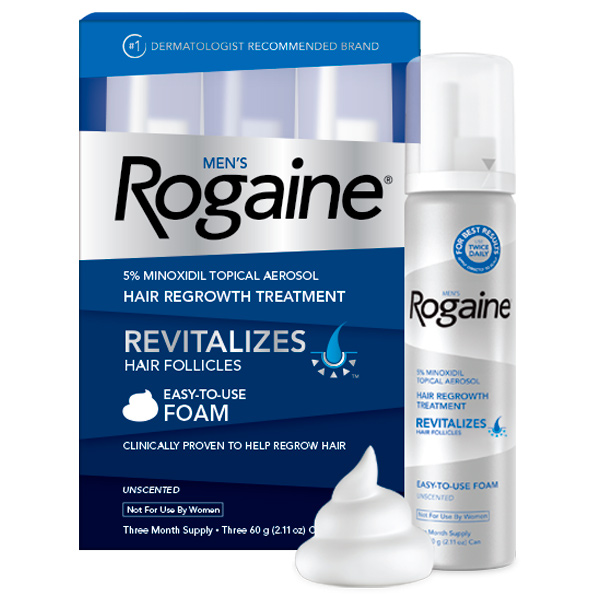 #1 DERMATOLOGIST RECOMMENDED BRAND
MEN'S
Rogaine®
5% MINOXIDIL TOPICAL AEROSOL
HAIR REGROWTH TREATMENT
REVITALIZES
HAIR FOLLICLES
TM
EASY-TO-USE
FOAM
CLINICALLY PROVEN TO HELP REGROW HAIR
UNSCENTED
Not For Use By Women
Three Month Supply • Three 60 g (2.11 oz) C
FOR BEST RESULTS
USE
TWICE
DAILY
MEN'S
Rogaine
5% MINOXIDIL
TOPICAL AEROSOL
HAIR REGROWTH
TREATMENT
REVITALIZES
HAIR FOLLICLES
EASY-TO-USE FOAM
UNSCENTED
Not For Use By Women
0 g (2.11 oz) Can